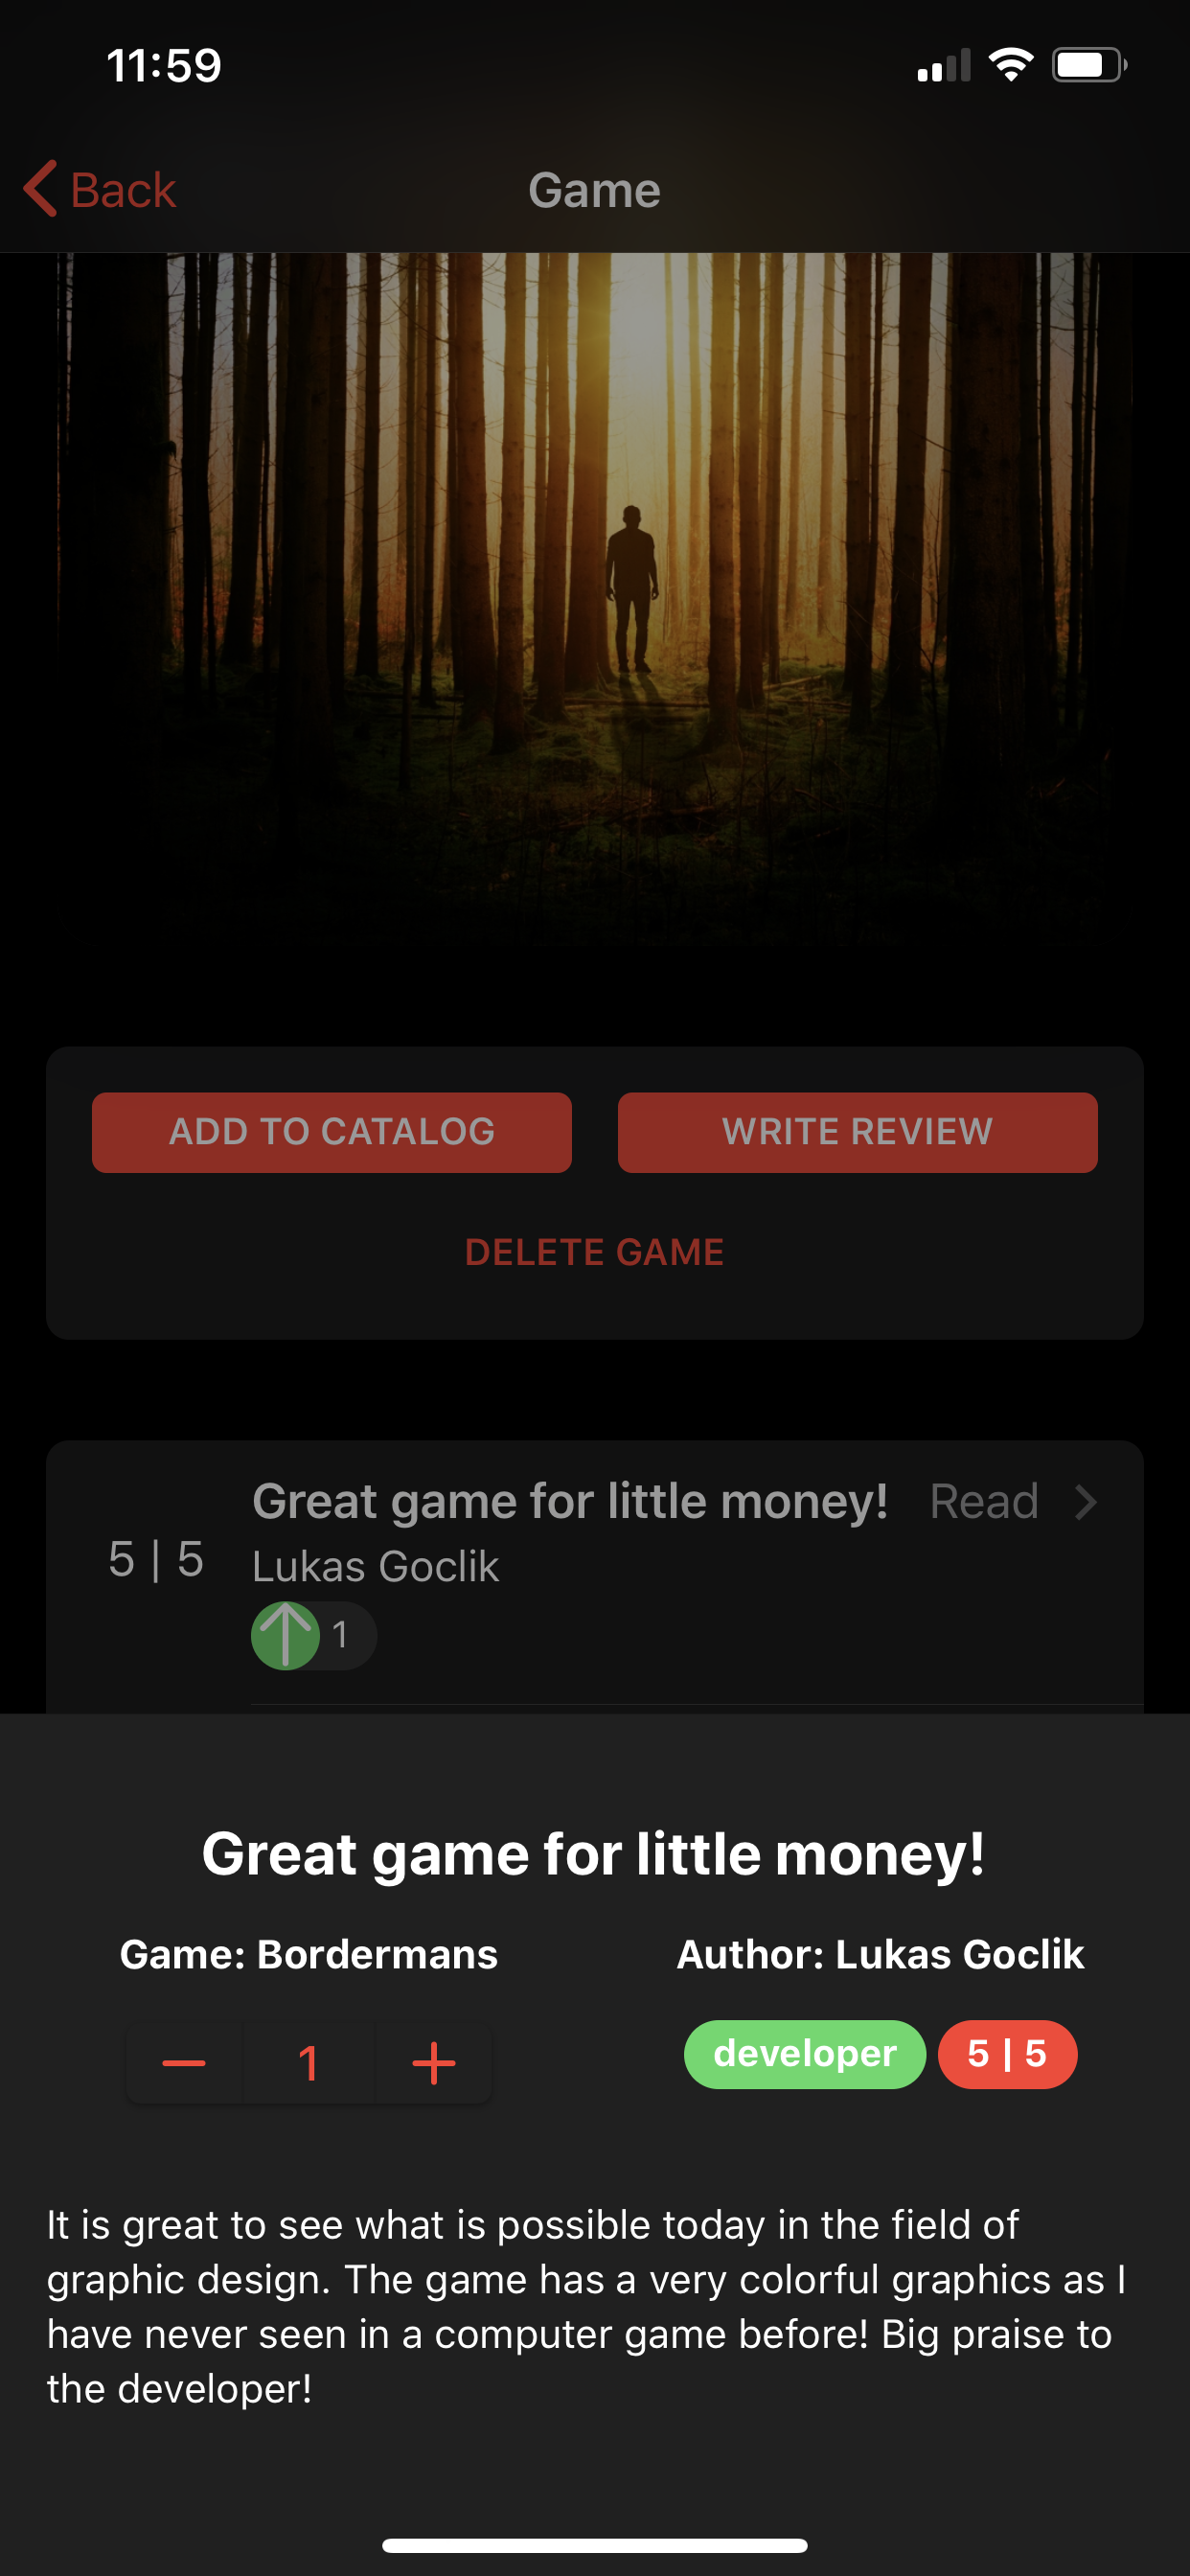 11:59
Back
Game
ADD TO CATALOG
WRITE REVIEW
DELETE GAME
Great game for little money!
Read
5 | 5
Lukas Goclik
1
Great game for little money!
Game: Bordermans
Author: Lukas Goclik
1
developer
5 | 5
It is great to see what is possible today in the field of
graphic design. The game has a very colorful graphics as I
have never seen in a computer game before! Big praise to
the developer!